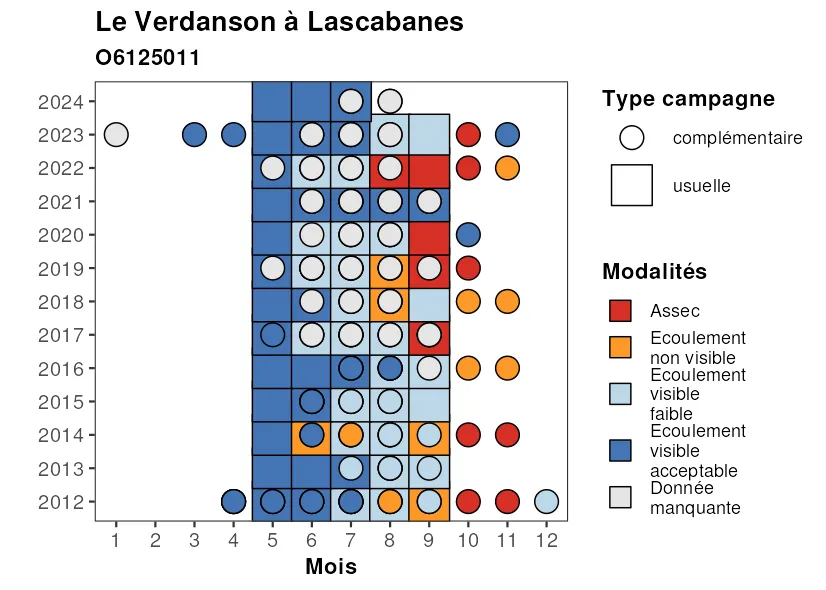 Le Verdanson à Lascabanes
O6125011
2024
2023
2022
2021
2020
2019
2018
2017
2016
2015
2014
2013
2012
1 2 3 4 5 6 7 8 9 10 11 12
Mois
Type campagne
complémentaire
usuelle
Modalités
Assec
Ecoulement
non visible
Ecoulement
visible
faible
Ecoulement
visible
acceptable
Donnée
manquante